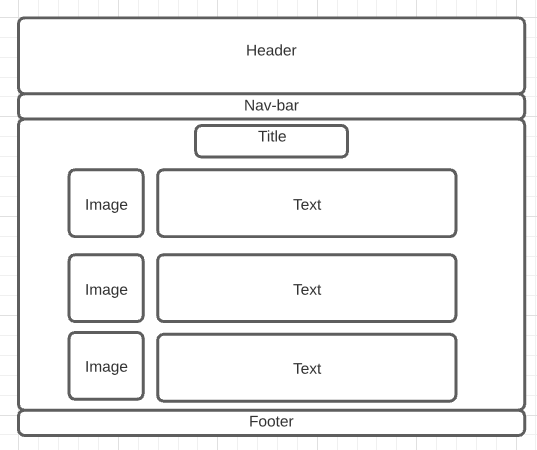 Header
Nav-bar
Title
Image
Text
Image
Text
Image
Text
Footer